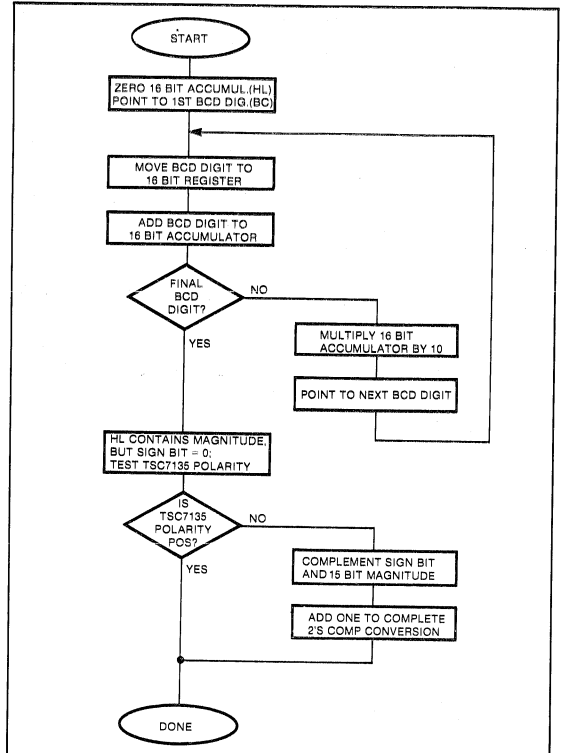 START
ZERO 16 BIT ACCUMUL.(HL)
POINT TO 1ST BCD DIG.(BC)
MOVE BCD DIGIT TO
16 BIT REGISTER
ADD BCD DIGIT TO
16 BIT ACCUMULATOR
FINAL
BCD
DIGIT?
NO
YES
MULTIPLY 16 BIT
ACCUMULATOR BY 10
POINT TO NEXT BCD DIGIT
HL CONTAINS MAGNITUDE,
BUT SIGN BIT = 0;
TEST TSC7135 POLARITY
IS
TSC7135
POLARITY
POS?
NO
YES
COMPLEMENT SIGN BIT
AND 15 BIT MAGNITUDE
ADD ONE TO COMPLETE
2'S COMP CONVERSION
DONE